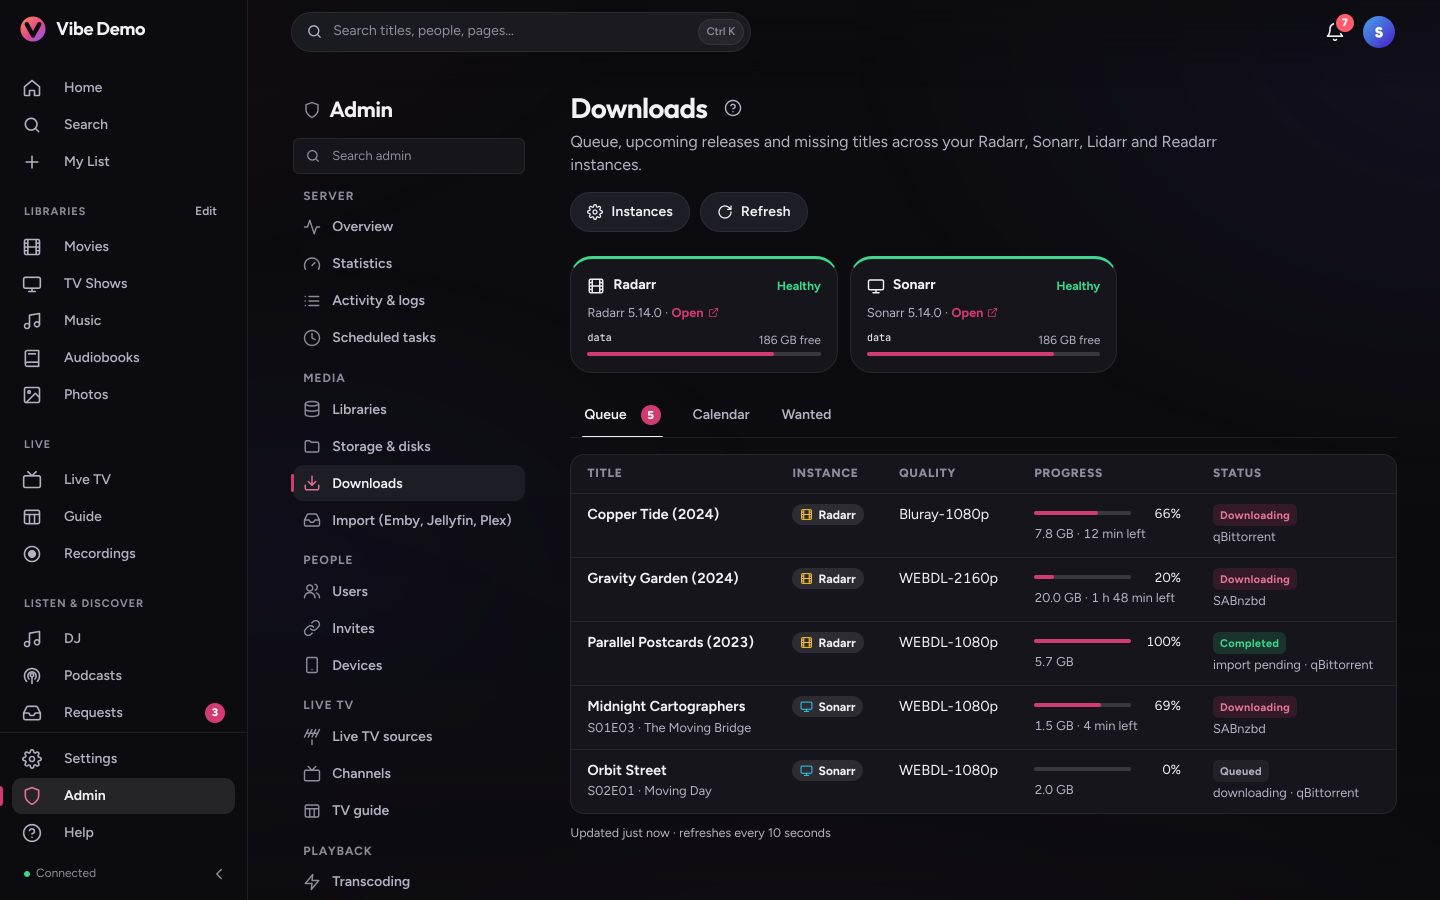 Vibe Demo
Search titles, people, pages...
Ctrl K
7
S
Home
Search
My List
LIBRARIES
Edit
Movies
TV Shows
Music
Audiobooks
Photos
LIVE
Live TV
Guide
Recordings
LISTEN & DISCOVER
DJ
Podcasts
Requests
3
Settings
Admin
Help
Connected
Admin
Search admin
SERVER
Overview
Statistics
Activity & logs
Scheduled tasks
MEDIA
Libraries
Storage & disks
Downloads
Import (Emby, Jellyfin, Plex)
PEOPLE
Users
Invites
Devices
LIVE TV
Live TV sources
Channels
TV guide
PLAYBACK
Transcoding
Downloads
Queue, upcoming releases and missing titles across your Radarr, Sonarr, Lidarr and Readarr
instances.
Instances
Refresh
Radarr
Healthy
Radarr 5.14.0 · Open
data
186 GB free
Sonarr
Healthy
Sonarr 5.14.0 · Open
data
186 GB free
Queue
5
Calendar
Wanted
TITLE INSTANCE QUALITY PROGRESS STATUS
Copper Tide (2024) Radarr Bluray-1080p 66% Downloading
7.8 GB · 12 min left qBittorrent
Gravity Garden (2024) Radarr WEBDL-2160p 20% Downloading
20.0 GB · 1 h 48 min left SABnzbd
Parallel Postcards (2023) Radarr WEBDL-1080p 100% Completed
5.7 GB import pending · qBittorrent
Midnight Cartographers Sonarr WEBDL-1080p 69% Downloading
S01E03 · The Moving Bridge 1.5 GB · 4 min left SABnzbd
Orbit Street Sonarr WEBDL-1080p 0% Queued
S02E01 · Moving Day 2.0 GB downloading · qBittorrent
Updated just now · refreshes every 10 seconds